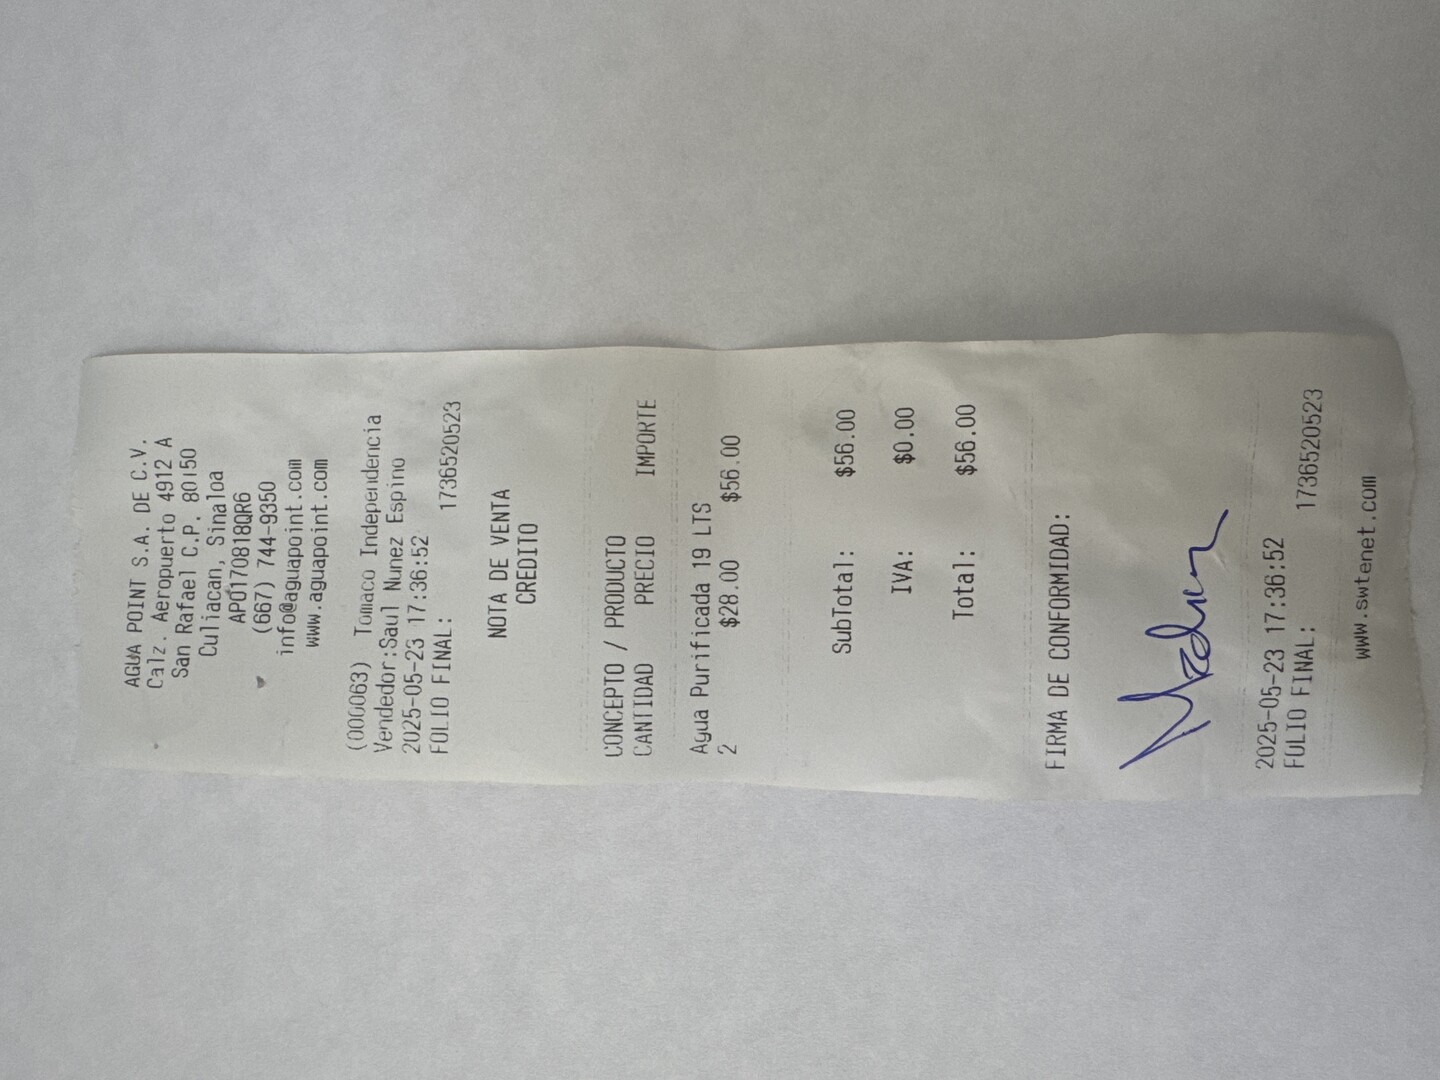 AGUA POINT S.A. DE C.V.
Calz. Aeropuerto 4912 A
San Rafael C.P. 80150
Culiacan, Sinaloa
APO170818QR6
(667) 744-9350
info@aguapoint.com
www.aguapoint.com
(000063) Tomaco Independencia
Vendedor:Saul Nunez Espino
2025-05-23 17:36:52
FOLIO FINAL: 1736520523
NOTA DE VENTA
CREDITO
CONCEPTO / PRODUCTO
CANTIDAD PRECIO IMPORTE
Agua Purificada 19 LTS
2 $28.00 $56.00
SubTotal: $56.00
IVA: $0.00
Total: $56.00
FIRMA DE CONFORMIDAD:
2025-05-23 17:36:52
FOLIO FINAL: 1736520523
www.swtenet.com